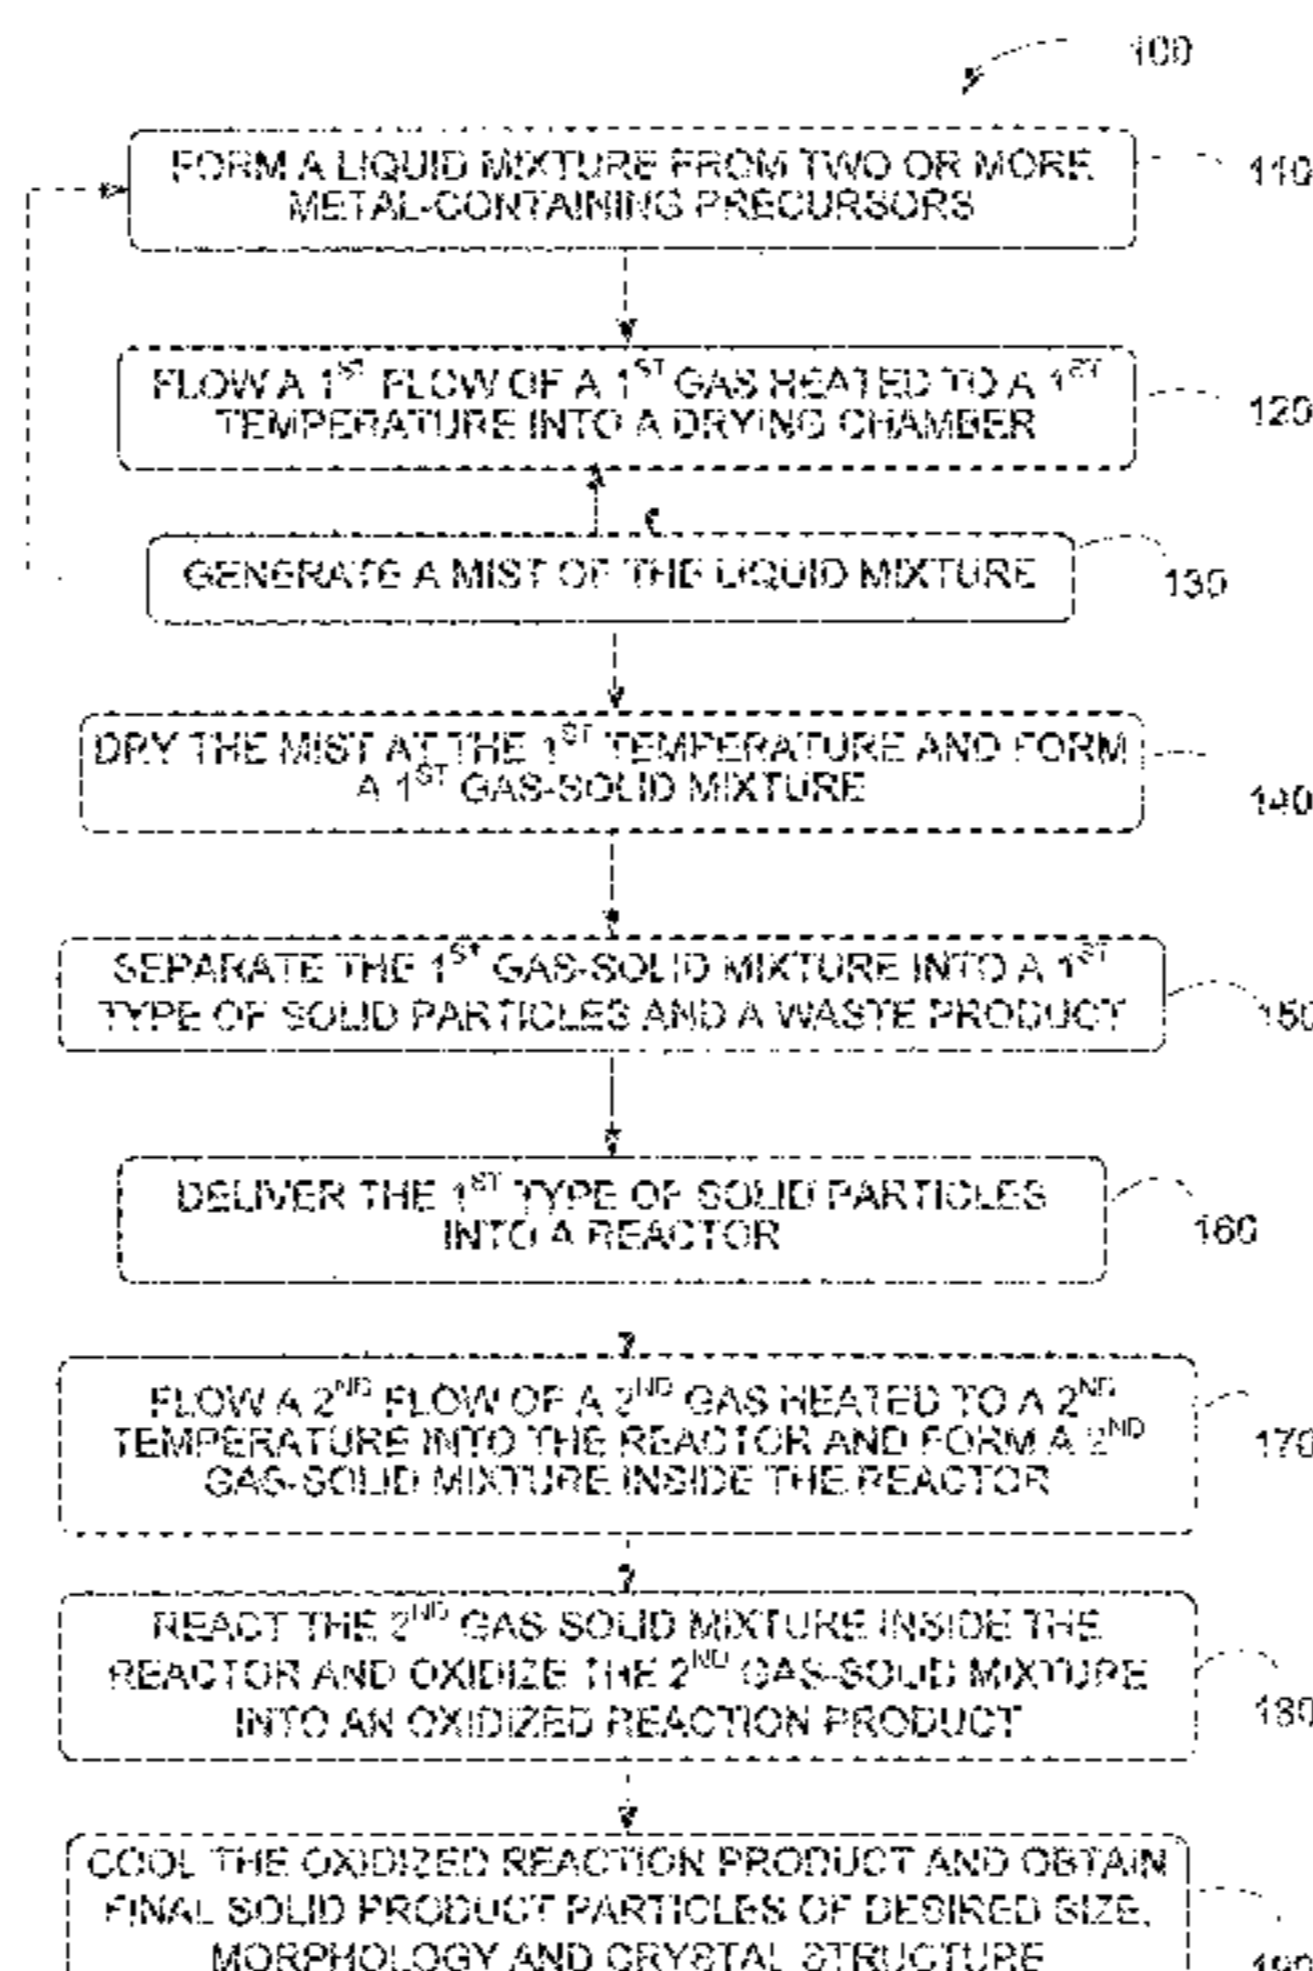 100
FORM A LIQUID MIXTURE FROM TWO OR MORE
METAL-CONTAINING PRECURSORS
110
FLOW A 1ST FLOW OF A 1ST GAS HEATED TO A 1ST
TEMPERATURE INTO A DRYING CHAMBER
120
GENERATE A MIST OF THE LIQUID MIXTURE
130
DRY THE MIST AT THE 1ST TEMPERATURE AND FORM
A 1ST GAS-SOLID MIXTURE
140
SEPARATE THE 1ST GAS-SOLID MIXTURE INTO A 1ST
TYPE OF SOLID PARTICLES AND A WASTE PRODUCT
150
DELIVER THE 1ST TYPE OF SOLID PARTICLES
INTO A REACTOR
160
FLOW A 2ND FLOW OF A 2ND GAS HEATED TO A 2ND
TEMPERATURE INTO THE REACTOR AND FORM A 2ND
GAS-SOLID MIXTURE INSIDE THE REACTOR
170
REACT THE 2ND GAS-SOLID MIXTURE INSIDE THE
REACTOR AND OXIDIZE THE 2ND GAS-SOLID MIXTURE
INTO AN OXIDIZED REACTION PRODUCT
180
COOL THE OXIDIZED REACTION PRODUCT AND OBTAIN
FINAL SOLID PRODUCT PARTICLES OF DESIRED SIZE,
MORPHOLOGY AND CRYSTAL STRUCTURE